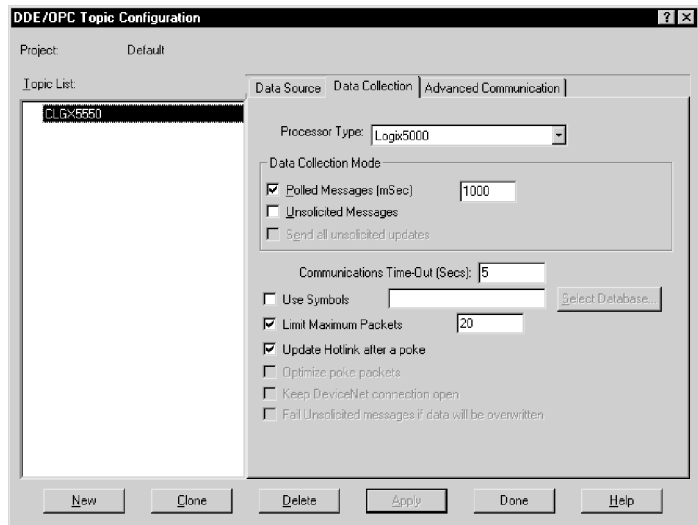 DDE/OPC Topic Configuration
Project: Default
Topic List:
CLGX5550
Data Source Data Collection Advanced Communication
Processor Type: Logix5000
Data Collection Mode
Polled Messages (mSec) 1000
Unsolicited Messages
Send all unsolicited updates
Communications Time-Out (Secs): 5
Use Symbols Select Database...
Limit Maximum Packets 20
Update Hotlink after a poke
Optimize poke packets
Keep DeviceNet connection open
Fail Unsolicited messages if data will be overwritten
New Clone Delete Apply Done Help